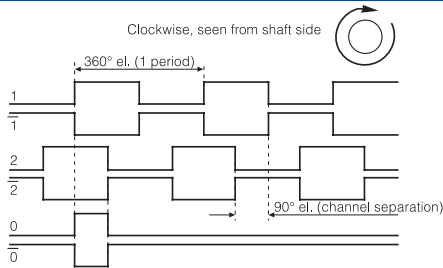 Clockwise, seen from shaft side
360° el. (1 period)
1
1
2
2
90° el. (channel separation)
0
0